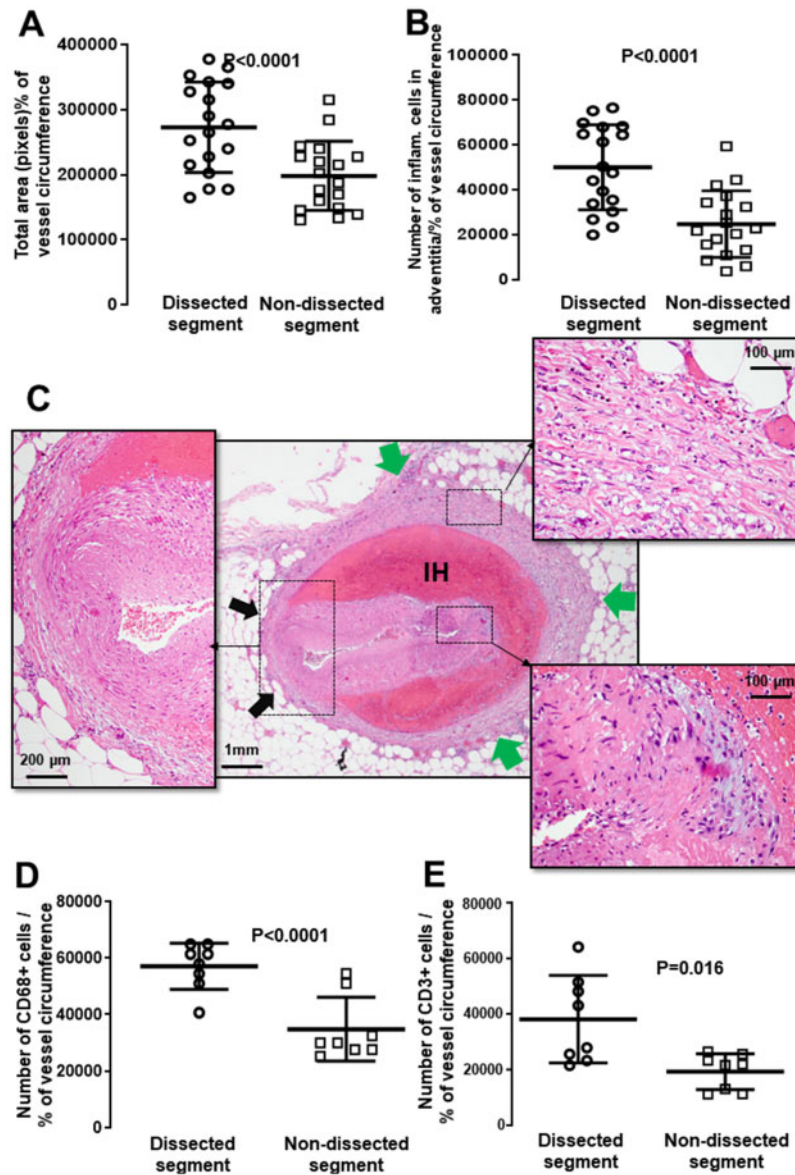 A
Total area (pixels)% of
vessel circumference
400000
300000
200000
100000
0
P<0.0001
Dissected
segment
Non-dissected
segment
B
Number of inflam. cells in
adventitia/% of vessel circumference
100000
80000
60000
40000
20000
0
P<0.0001
Dissected
segment
Non-dissected
segment
C
200 µm
IH
1mm
100 µm
100 µm
D
Number of CD68+ cells /
% of vessel circumference
80000
60000
40000
20000
0
P<0.0001
Dissected
segment
Non-dissected
segment
E
Number of CD3+ cells /
% of vessel circumference
80000
60000
40000
20000
0
P=0.016
Dissected
segment
Non-dissected
segment